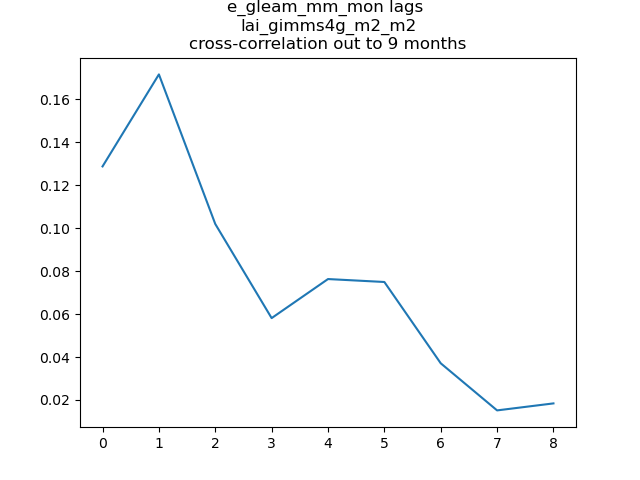 e_gleam_mm_mon lags
lai_gimms4g_m2_m2
cross-correlation out to 9 months
0.16
0.14
0.12
0.10
0.08
0.06
0.04
0.02
0 1 2 3 4 5 6 7 8